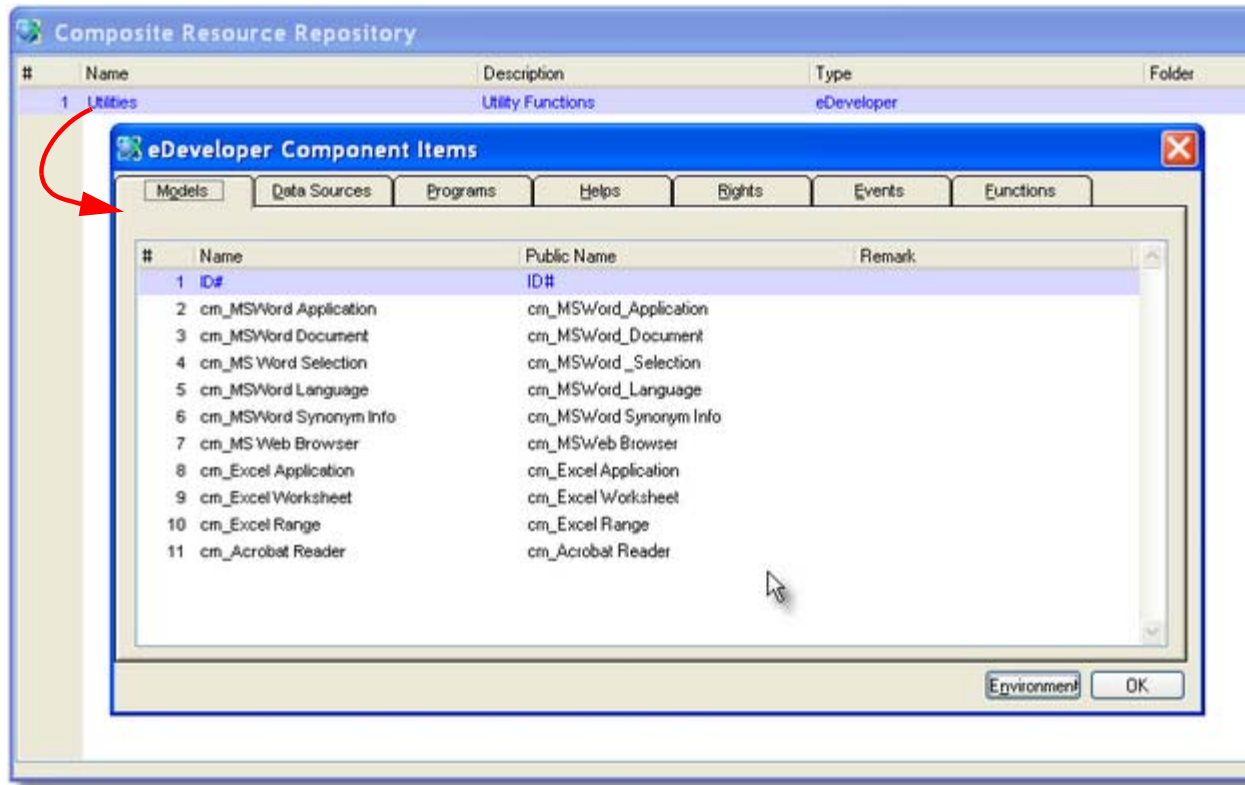 Composite Resource Repository
# Name Description Type Folder
1 Utilities Utility Functions eDeveloper
eDeveloper Component Items
Models Data Sources Programs Helps Rights Events Functions
# Name Public Name Remark
1 ID# ID#
2 cm_MSWord Application cm_MSWord_Application
3 cm_MSWord Document cm_MSWord_Document
4 cm_MS Word Selection cm_MSWord _Selection
5 cm_MSWord Language cm_MSWord_Language
6 cm_MSWord Synonym Info cm_MSWord Synonym Info
7 cm_MS Web Browser cm_MSWeb Browser
8 cm_Excel Application cm_Excel Application
9 cm_Excel Worksheet cm_Excel Worksheet
10 cm_Excel Range cm_Excel Range
11 cm_Acrobat Reader cm_Acrobat Reader
Environment OK